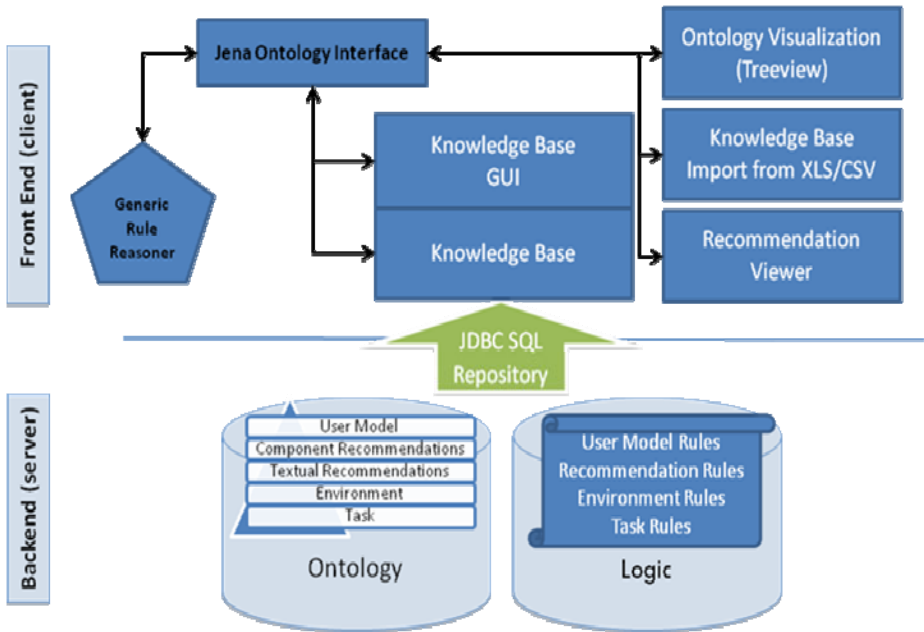 Front End (client)
Jena Ontology Interface
Ontology Visualization
(Treeview)
Knowledge Base
GUI
Knowledge Base
Import from XLS/CSV
Generic
Rule
Reasoner
Knowledge Base
Recommendation
Viewer
JDBC SQL
Repository
Backend (server)
User Model
Component Recommendations
Textual Recommendations
Environment
Task
Ontology
User Model Rules
Recommendation Rules
Environment Rules
Task Rules
Logic